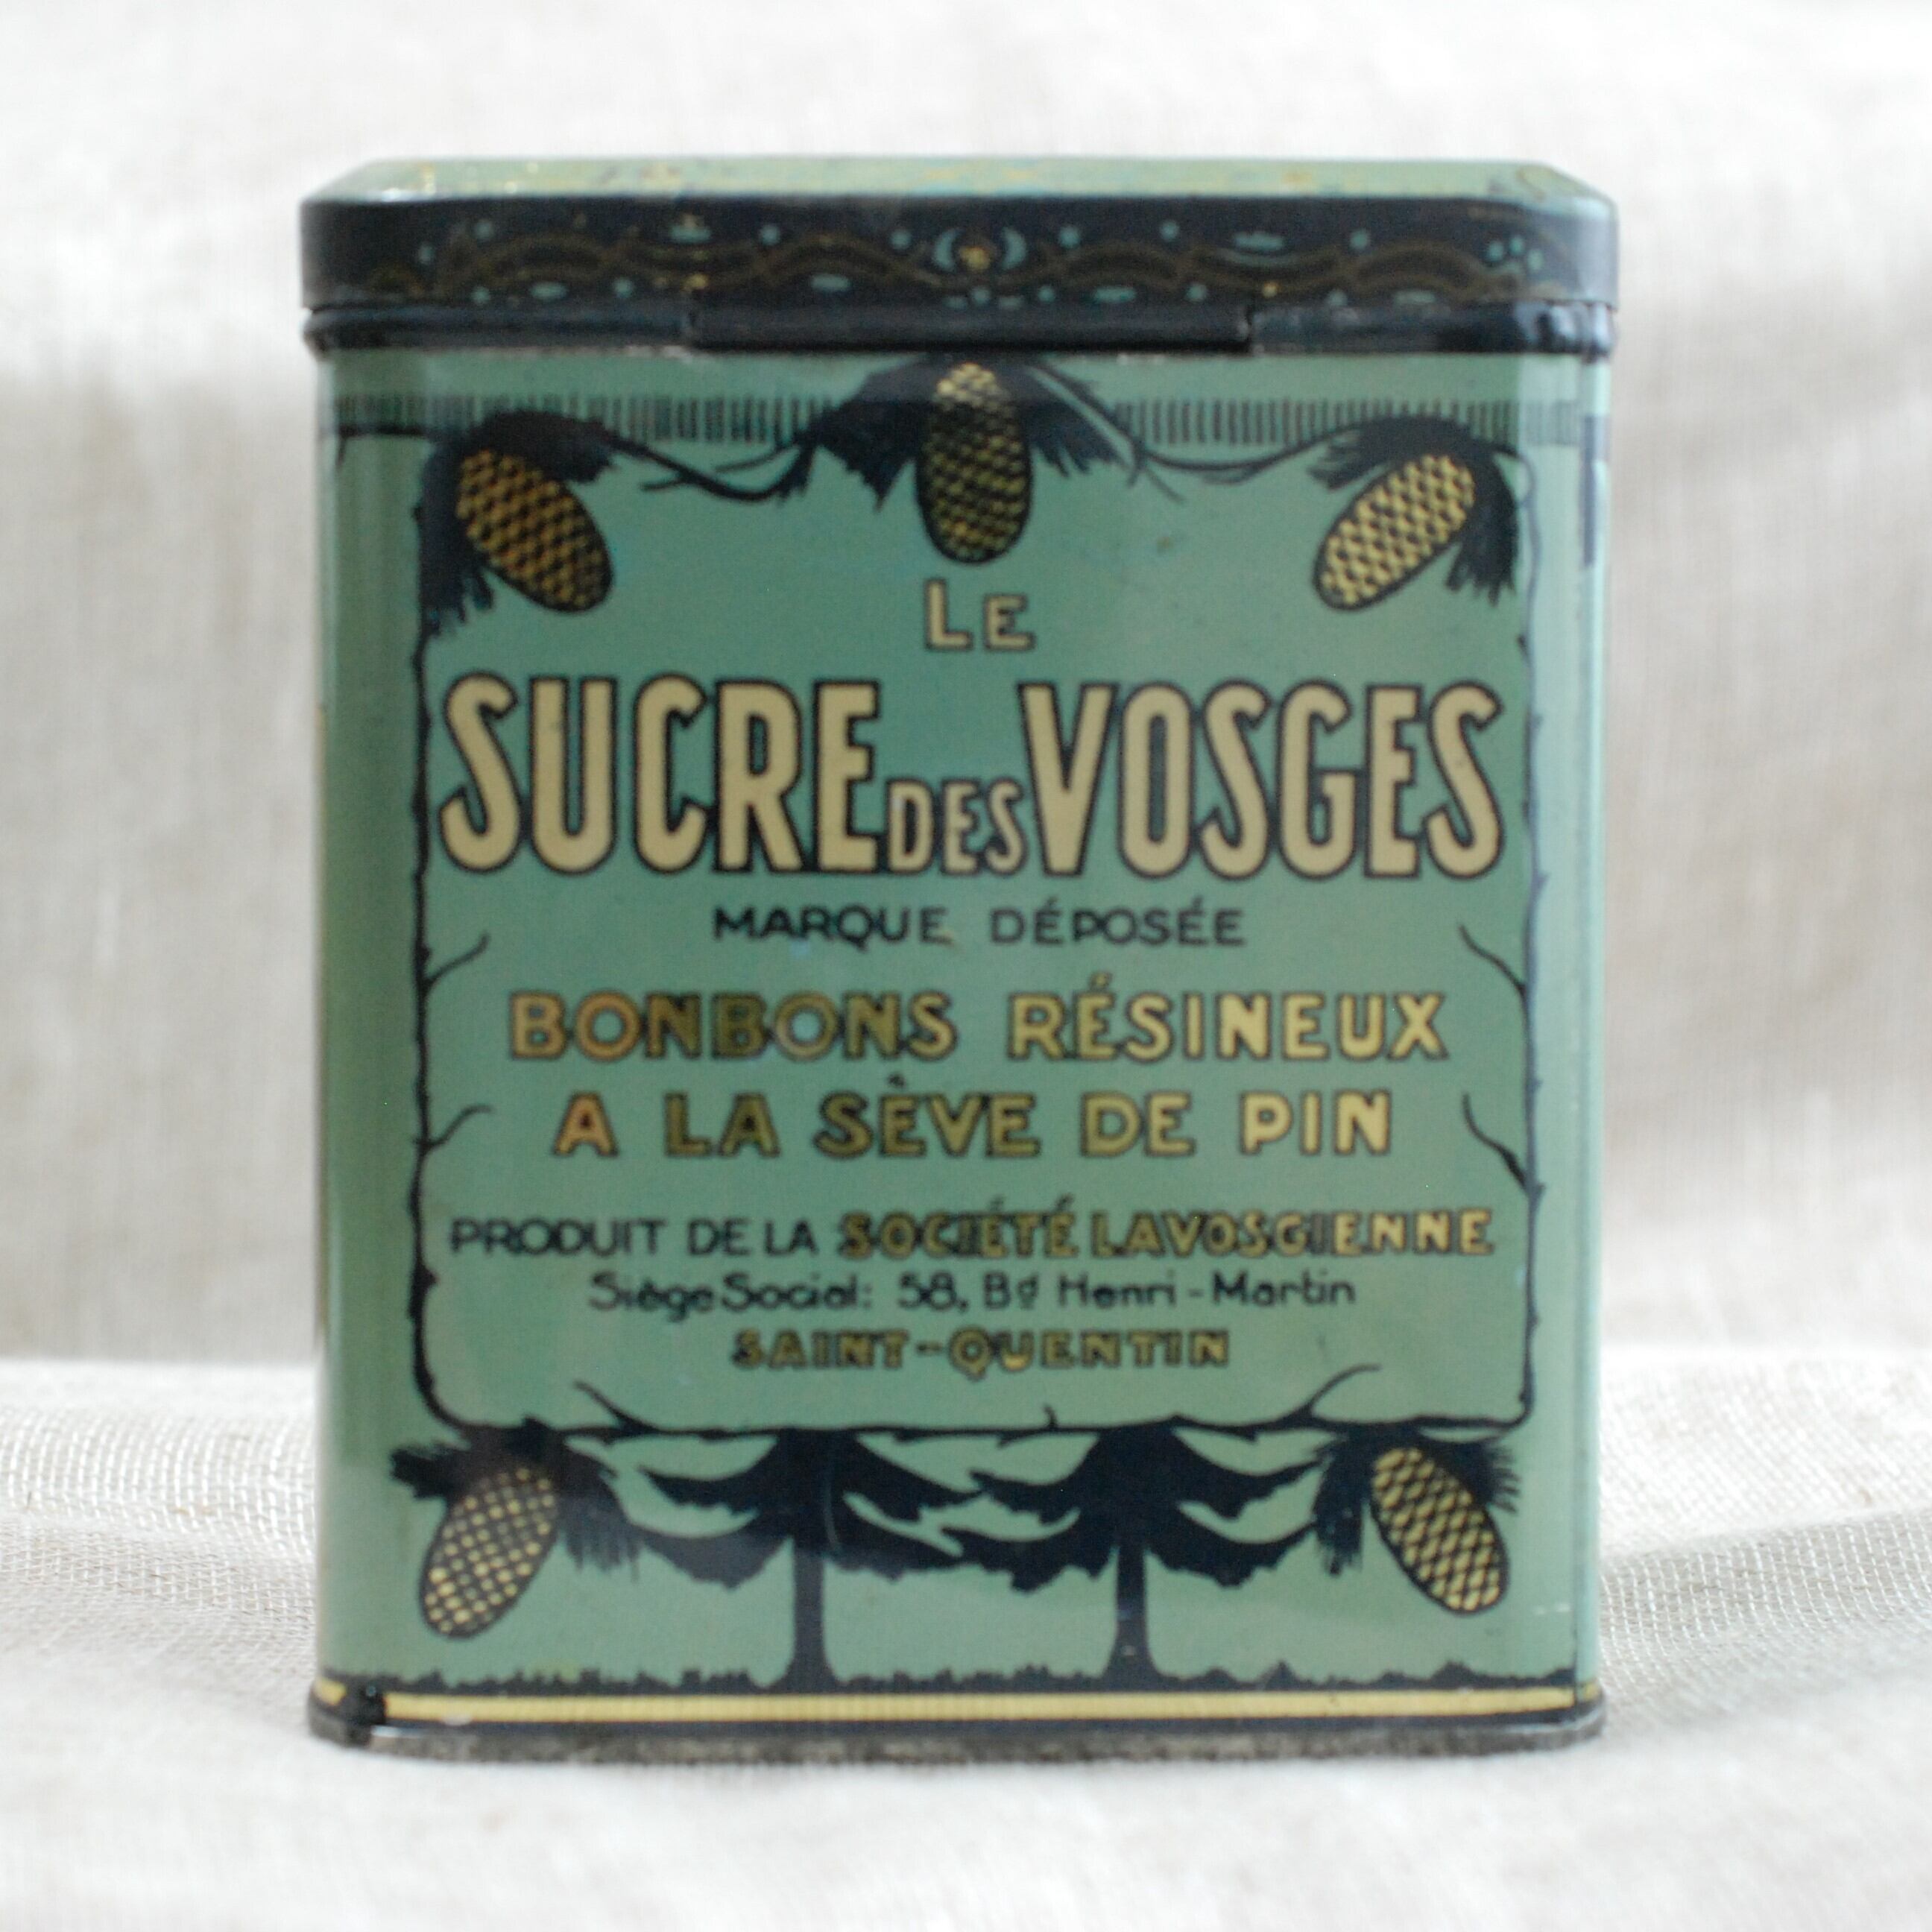 LE
SUCRE DES VOSGES
MARQUE DÉPOSÉE
BONBONS RÉSINEUX
A LA SÈVE DE PIN
PRODUIT DE LA SOCIÉTÉ LAVOSGIENNE
Siège Social: 58, Bd Henri-Martin
SAINT-QUENTIN